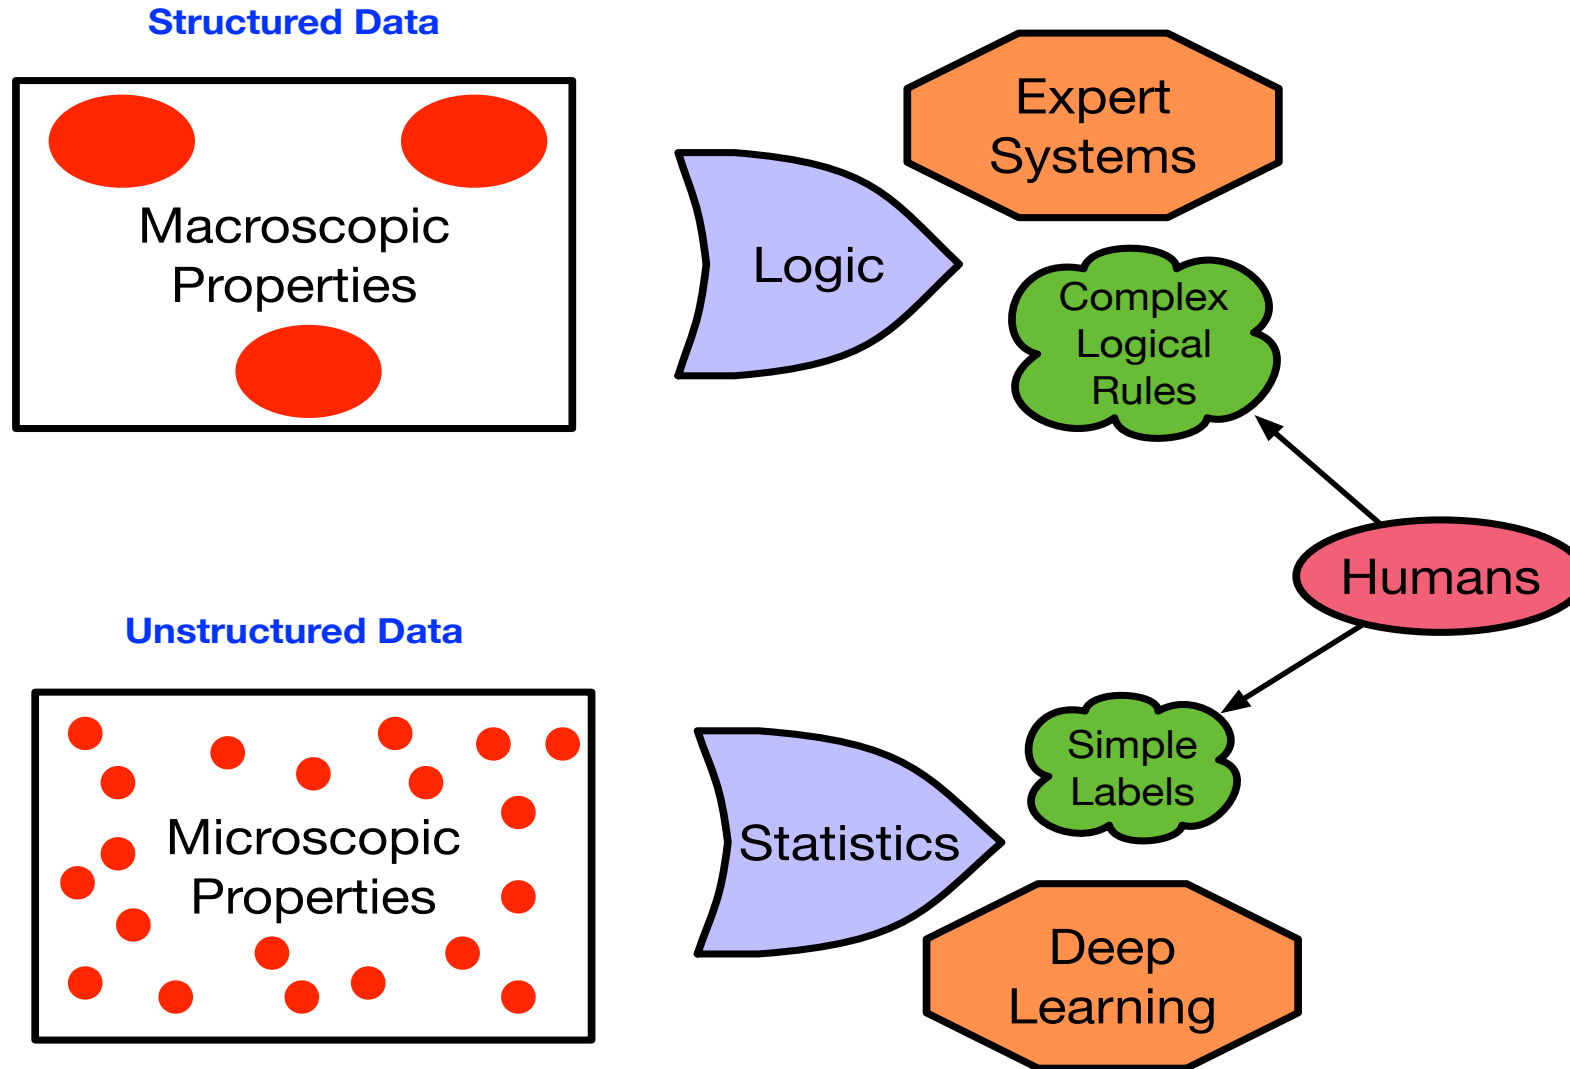 Structured Data
Macroscopic
Properties
Logic
Expert
Systems
Complex
Logical
Rules
Humans
Unstructured Data
Microscopic
Properties
Statistics
Simple
Labels
Deep
Learning